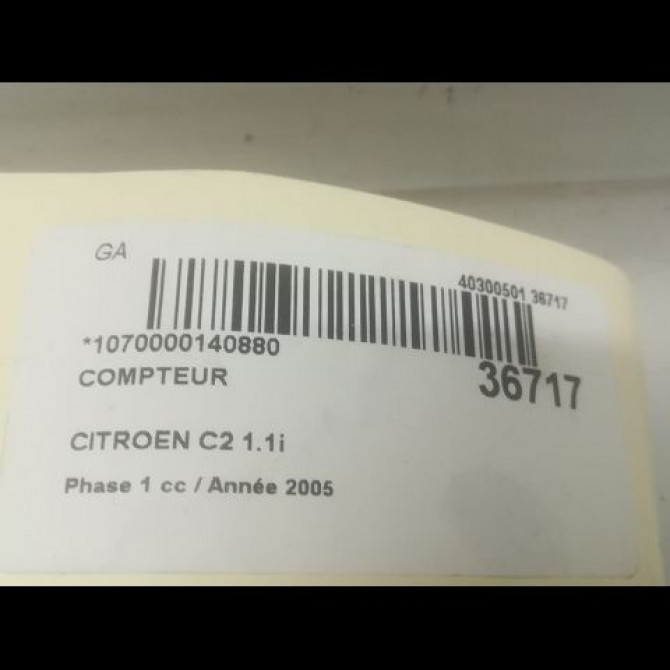 GA
40300501 36717
*1070000140880
36717
COMPTEUR
CITROEN C2 1.1i
Phase 1 cc / Année 2005